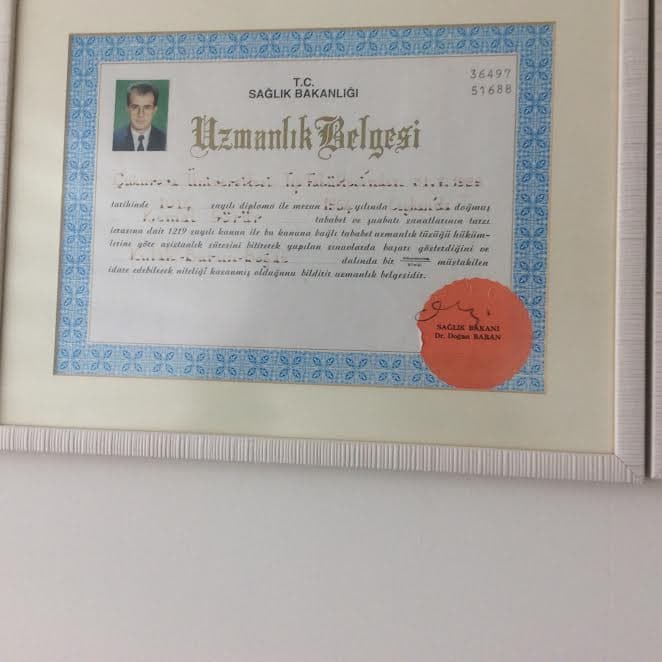 36497
51688
T.C.
SAĞLIK BAKANLIĞI
Uzmanlık Belgesi
Üniversitesi Tıp Fakültesinden
tarihinde sayılı diploma ile mezun yılında doğmuş
tababet ve şuabatı sanatlarının tarzı
icrasına dair 1219 sayılı kanun ile bu kanuna bağlı tababet uzmanlık tüzüğü hüküm-
lerine göre asistanlık süresini bitirerek yapılan sınavlarda başarı gösterdiğini ve
dalında bir müstakilen
idare edebilecek niteliği kazanmış olduğunu bildirir uzmanlık belgesidir.
SAĞLIK BAKANI
Dr. Doğan BARAN